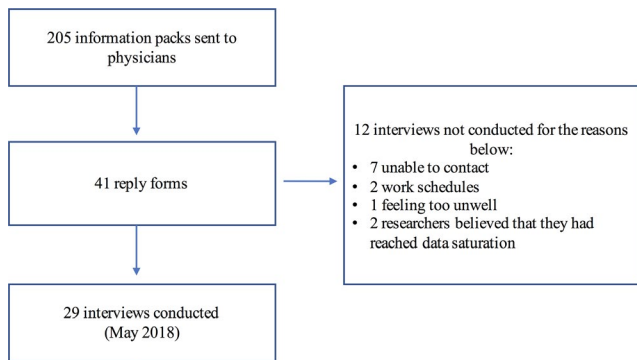 205 information packs sent to
physicians
41 reply forms
12 interviews not conducted for the reasons
below:
• 7 unable to contact
• 2 work schedules
• 1 feeling too unwell
• 2 researchers believed that they had
reached data saturation
29 interviews conducted
(May 2018)